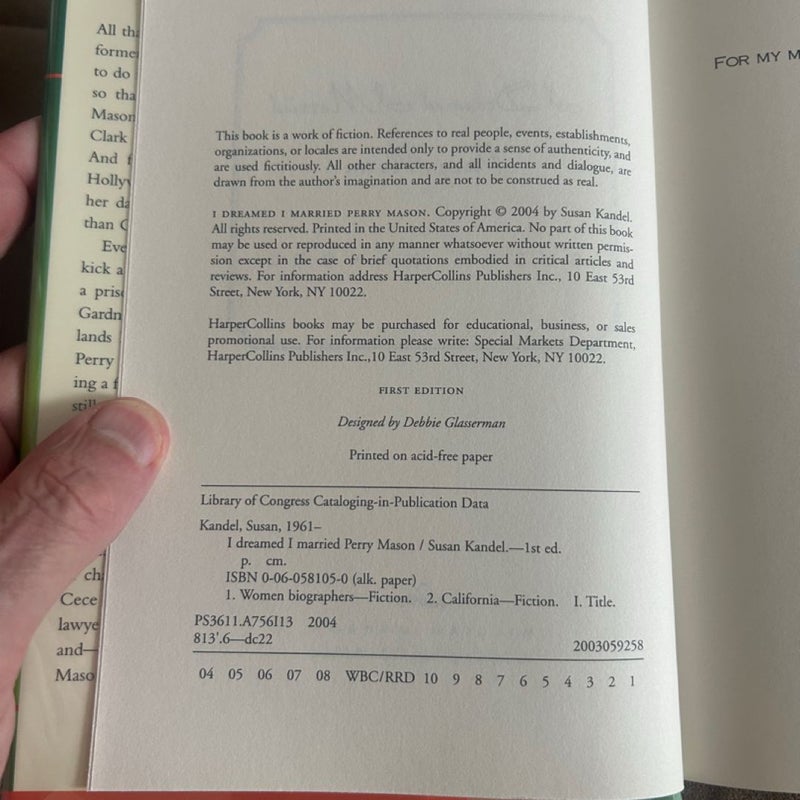 All tha
forme
to do
so tha
Mason
Clark
And f
Holly
her da
than
Eve
kick a
a pris
Gardn
lands
Perry
ing a f
still
ch
Cece
lawye
and—
Maso
This book is a work of fiction. References to real people, events, establishments,
organizations, or locales are intended only to provide a sense of authenticity, and
are used fictitiously. All other characters, and all incidents and dialogue, are
drawn from the author's imagination and are not to be construed as real.
I DREAMED I MARRIED PERRY MASON. Copyright © 2004 by Susan Kandel.
All rights reserved. Printed in the United States of America. No part of this book
may be used or reproduced in any manner whatsoever without written permis-
sion except in the case of brief quotations embodied in critical articles and
reviews. For information address HarperCollins Publishers Inc., 10 East 53rd
Street, New York, NY 10022.
HarperCollins books may be purchased for educational, business, or sales
promotional use. For information please write: Special Markets Department,
HarperCollins Publishers Inc.,10 East 53rd Street, New York, NY 10022.
FIRST EDITION
Designed by Debbie Glasserman
Printed on acid-free paper
Library of Congress Cataloging-in-Publication Data
Kandel, Susan, 1961–
I dreamed I married Perry Mason / Susan Kandel.—1st ed.
p. cm.
ISBN 0-06-058105-0 (alk. paper)
1. Women biographers—Fiction. 2. California—Fiction. I. Title.
PS3611.A756I13 2004
813'.6—dc22
2003059258
04 05 06 07 08 WBC/RRD 10 9 8 7 6 5 4 3 2 1
FOR MY M